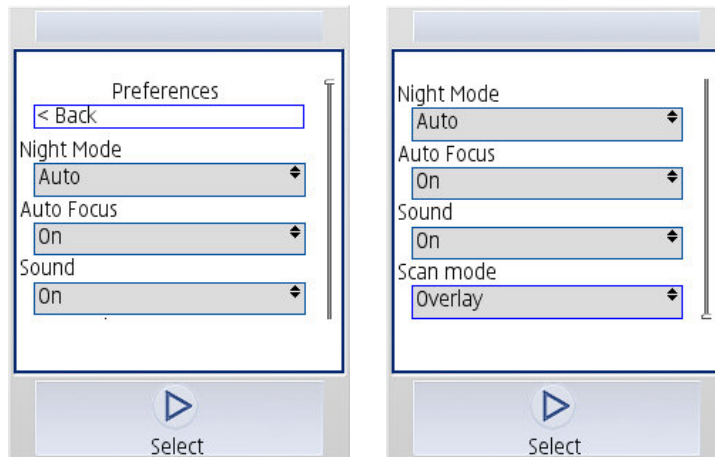 Preferences
< Back
Night Mode
Auto
Auto Focus
On
Sound
On
Select
Night Mode
Auto
Auto Focus
On
Sound
On
Scan mode
Overlay
Select